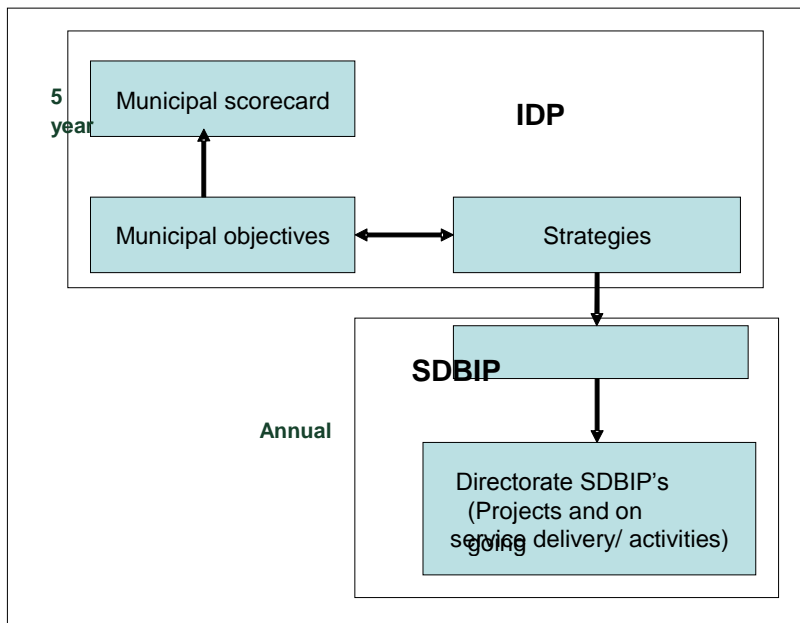 5
year
Municipal scorecard
IDP
Municipal objectives
Strategies
SDBIP
Annual
Directorate SDBIP's
(Projects and on
going
service delivery/ activities)